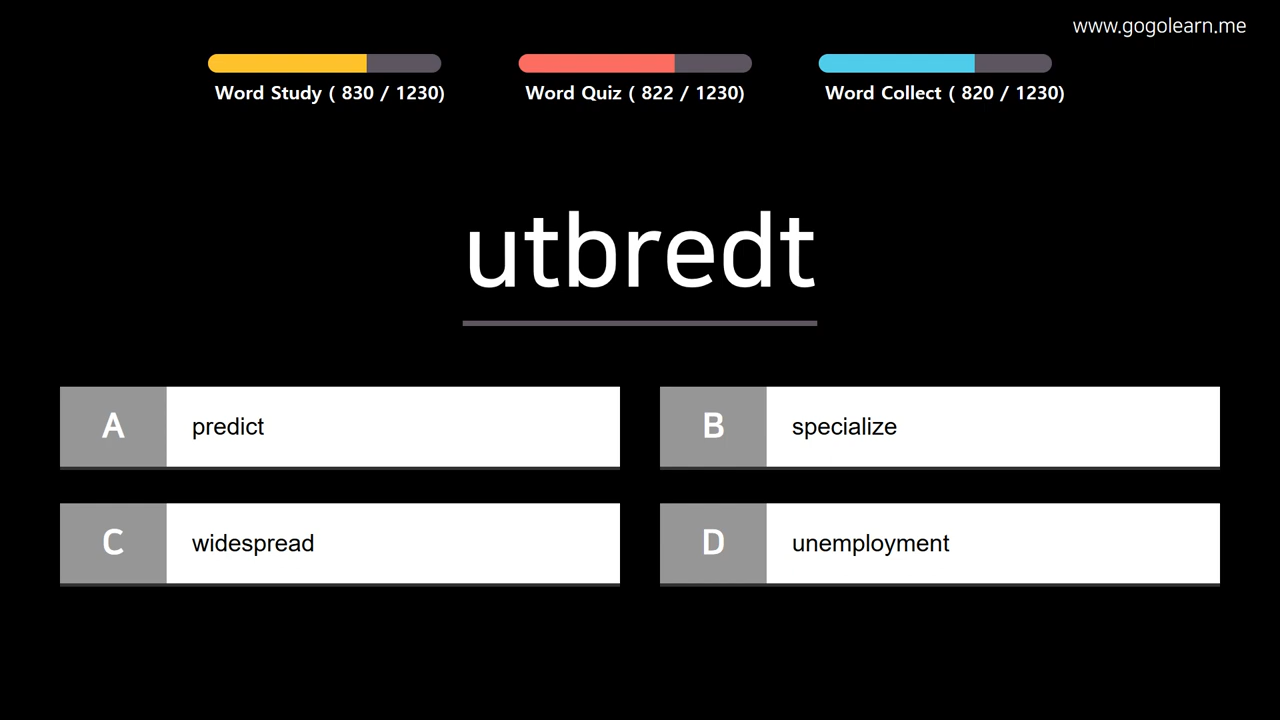 www.gogolearn.me
Word Study ( 830 / 1230)
Word Quiz ( 822 / 1230)
Word Collect ( 820 / 1230)
utbredt
A predict
B specialize
C widespread
D unemployment